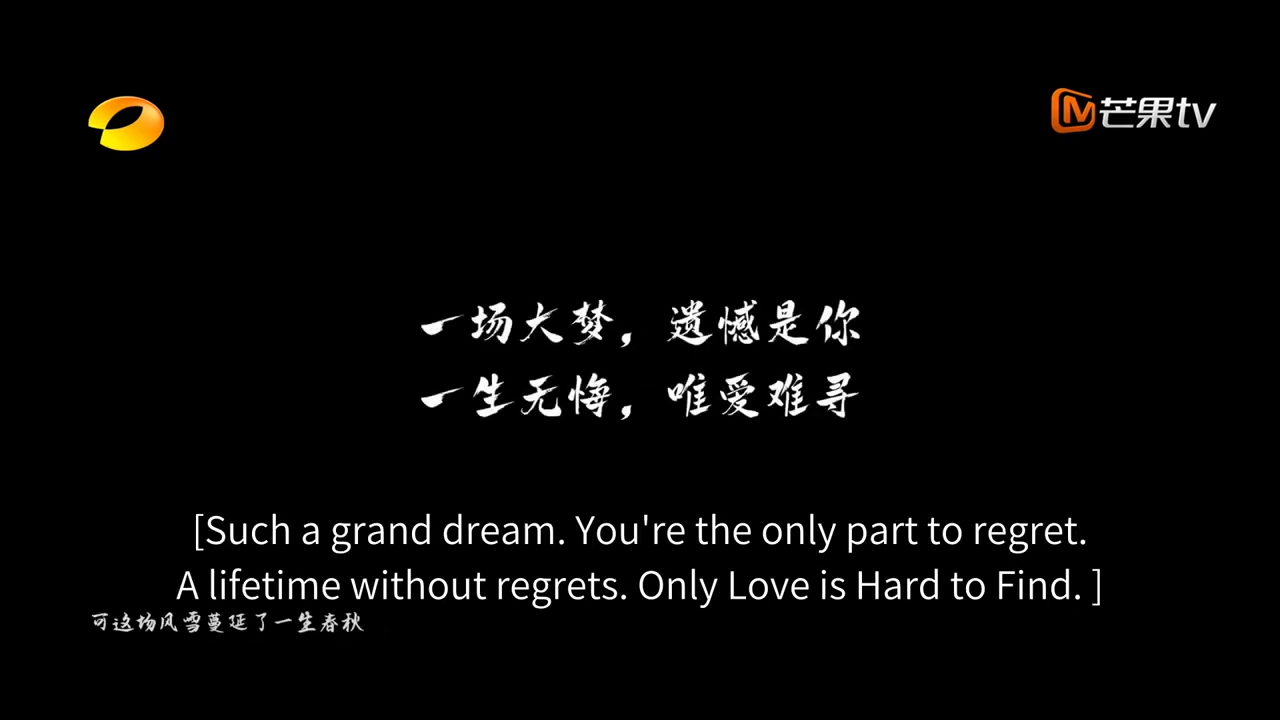 芒果tv
一场大梦，遗憾是你
一生无悔，唯爱难寻
[Such a grand dream. You're the only part to regret.
A lifetime without regrets. Only Love is Hard to Find. ]
可这场风雪蔓延了一生春秋